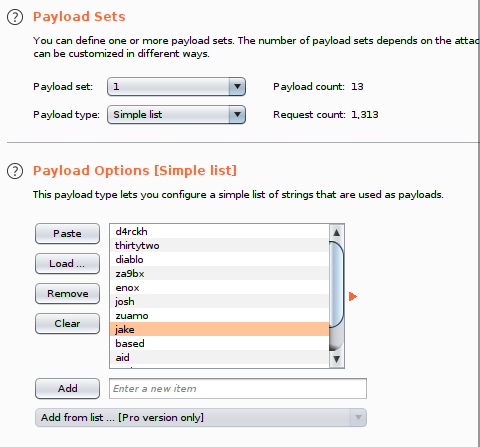 Payload Sets
You can define one or more payload sets. The number of payload sets depends on the attac
can be customized in different ways.
Payload set: 1 Payload count: 13
Payload type: Simple list Request count: 1,313
Payload Options [Simple list]
This payload type lets you configure a simple list of strings that are used as payloads.
Paste
Load ...
Remove
Clear
d4rckh
thirtytwo
diablo
za9bx
enox
josh
zuamo
jake
based
aid
Add Enter a new item
Add from list ... [Pro version only]